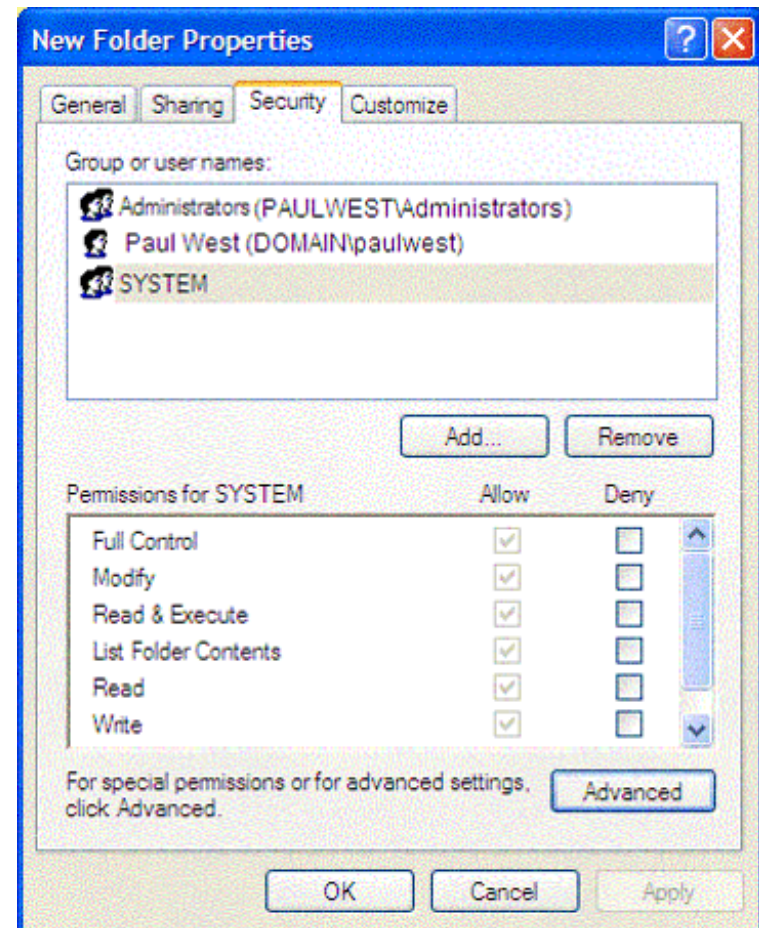 New Folder Properties
General Sharing Security Customize
Group or user names:
Administrators (PAULWEST\Administrators)
Paul West (DOMAIN\paulwest)
SYSTEM
Add... Remove
Permissions for SYSTEM Allow Deny
Full Control
Modify
Read & Execute
List Folder Contents
Read
Write
For special permissions or for advanced settings,
click Advanced.
Advanced
OK Cancel Apply